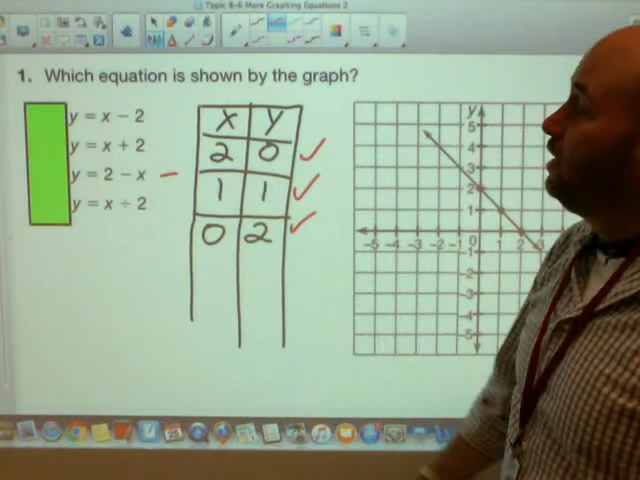 Topic 8-6 More Graphing Equations 2
1. Which equation is shown by the graph?
y = x − 2
y = x + 2
y = 2 − x
y = x ÷ 2
X Y
2 0
1 1
0 2
y
5
4
3
2
1
-5 -4 -3 -2 -1 0 1 2 3
-1
-2
-3
-4
-5